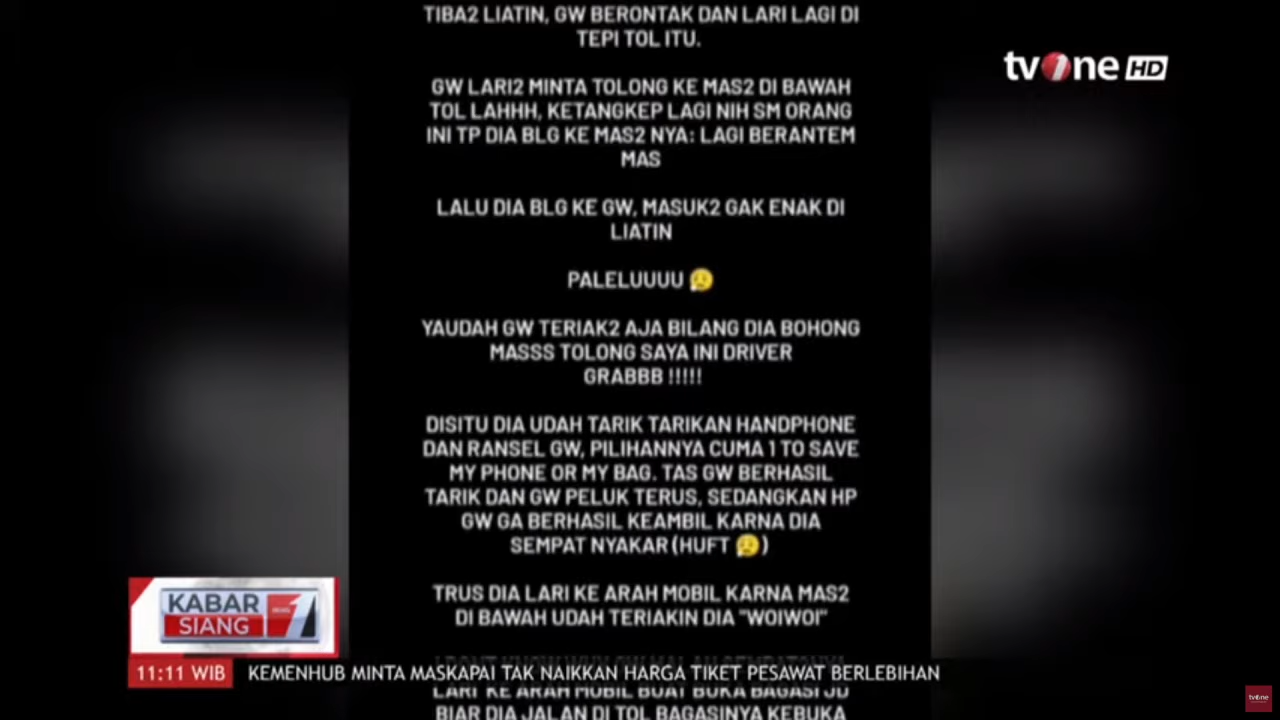 TIBA2 LIATIN, GW BERONTAK DAN LARI LAGI DI
TEPI TOL ITU.
tvOne HD
GW LARI2 MINTA TOLONG KE MAS2 DI BAWAH
TOL LAHHH, KETANGKEP LAGI NIH SM ORANG
INI TP DIA BLG KE MAS2 NYA: LAGI BERANTEM
MAS
LALU DIA BLG KE GW, MASUK2 GAK ENAK DI
LIATIN
PALELUUUU 😥
YAUDAH GW TERIAK2 AJA BILANG DIA BOHONG
MASSS TOLONG SAYA INI DRIVER
GRABBB !!!!!
DISITU DIA UDAH TARIK TARIKAN HANDPHONE
DAN RANSEL GW, PILIHANNYA CUMA 1 TO SAVE
MY PHONE OR MY BAG. TAS GW BERHASIL
TARIK DAN GW PELUK TERUS, SEDANGKAN HP
GW GA BERHASIL KEAMBIL KARNA DIA
SEMPAT NYAKAR (HUFT 😥)
TRUS DIA LARI KE ARAH MOBIL KARNA MAS2
DI BAWAH UDAH TERIAKIN DIA "WOIWOI"
LARI KE ARAH MOBIL BUAT BUKA BAGASI JD
BIAR DIA JALAN DI TOL BAGASINYA KEBUKA
KABAR
SIANG
11:11 WIB KEMENHUB MINTA MASKAPAI TAK NAIKKAN HARGA TIKET PESAWAT BERLEBIHAN
tvOne